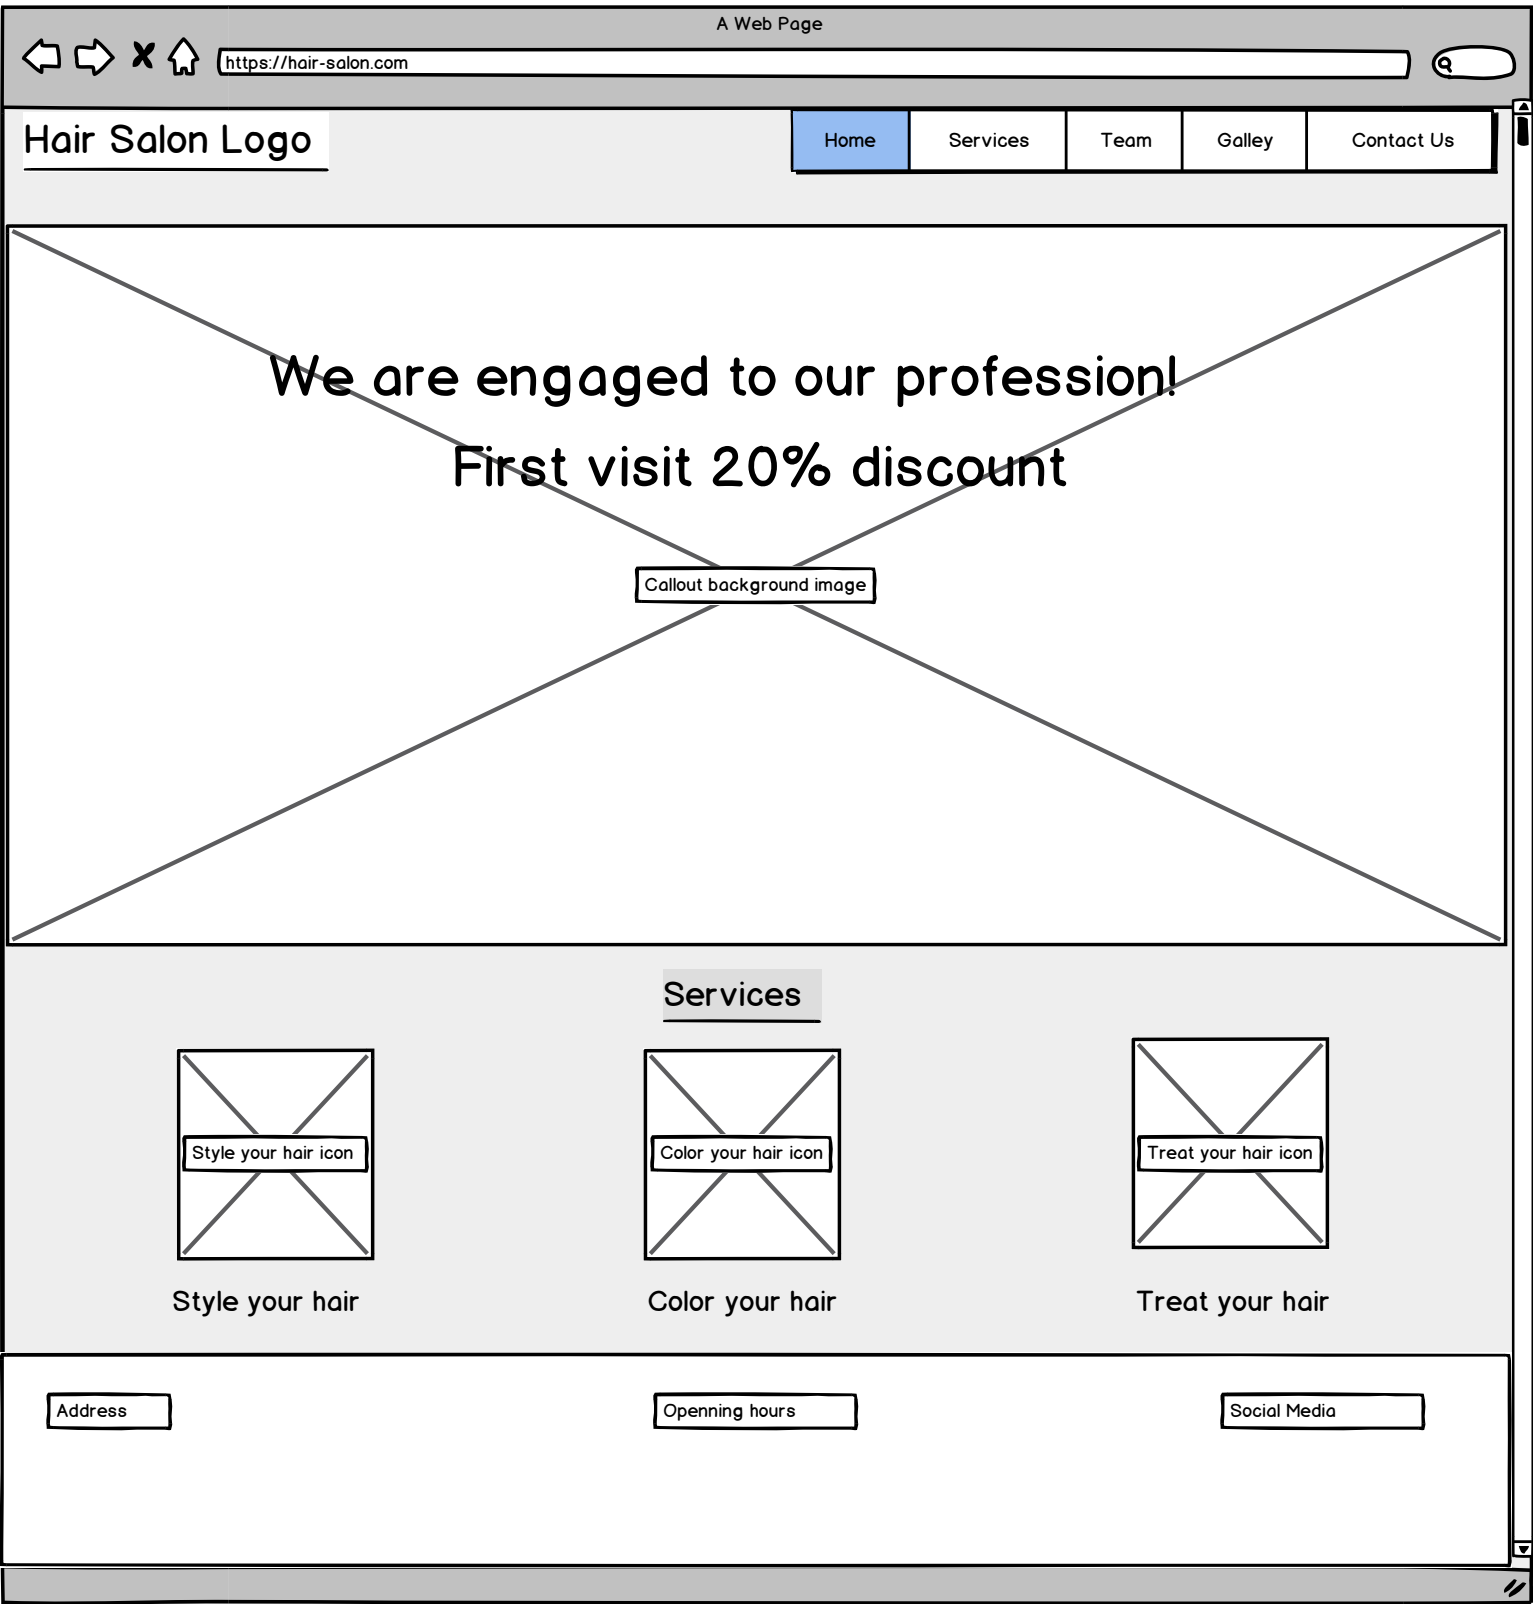 A Web Page
https://hair-salon.com
Hair Salon Logo
Home Services Team Galley Contact Us
We are engaged to our profession!
First visit 20% discount
Callout background image
Services
Style your hair icon Color your hair icon Treat your hair icon
Style your hair Color your hair Treat your hair
Address Openning hours Social Media